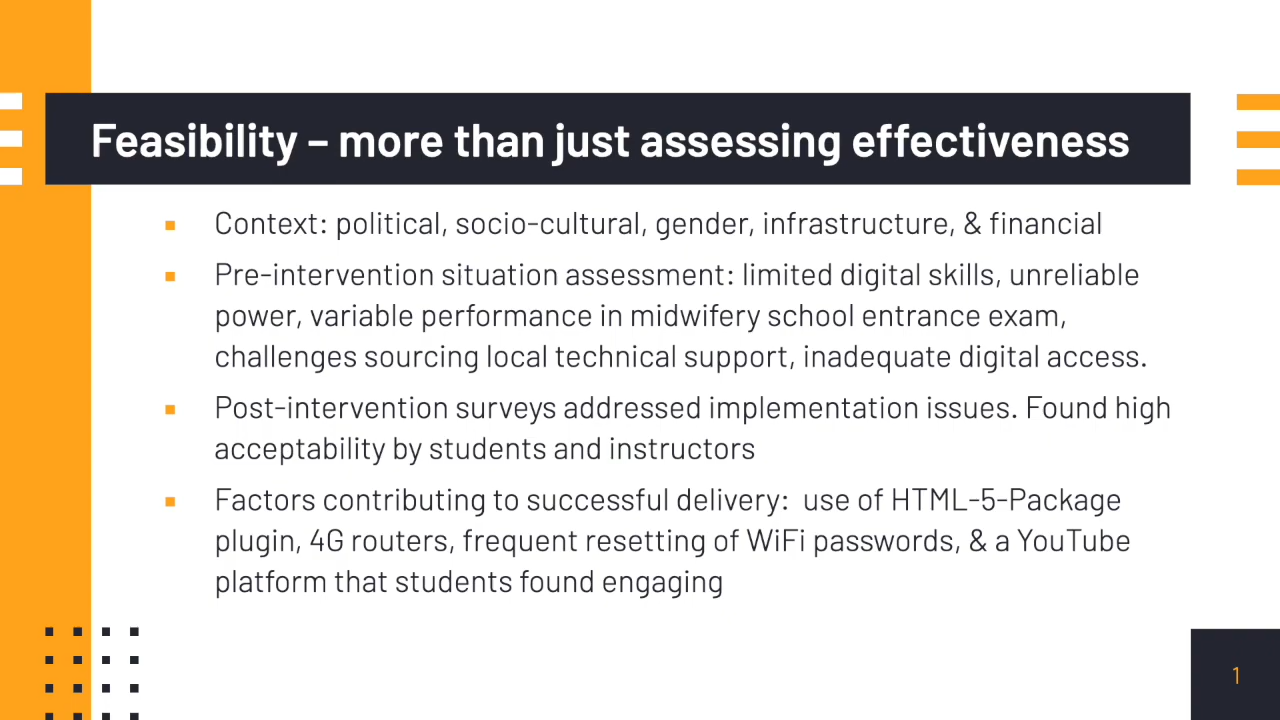 Feasibility – more than just assessing effectiveness
Context: political, socio-cultural, gender, infrastructure, & financial
Pre-intervention situation assessment: limited digital skills, unreliable
power, variable performance in midwifery school entrance exam,
challenges sourcing local technical support, inadequate digital access.
Post-intervention surveys addressed implementation issues. Found high
acceptability by students and instructors
Factors contributing to successful delivery:  use of HTML-5-Package
plugin, 4G routers, frequent resetting of WiFi passwords, & a YouTube
platform that students found engaging
1